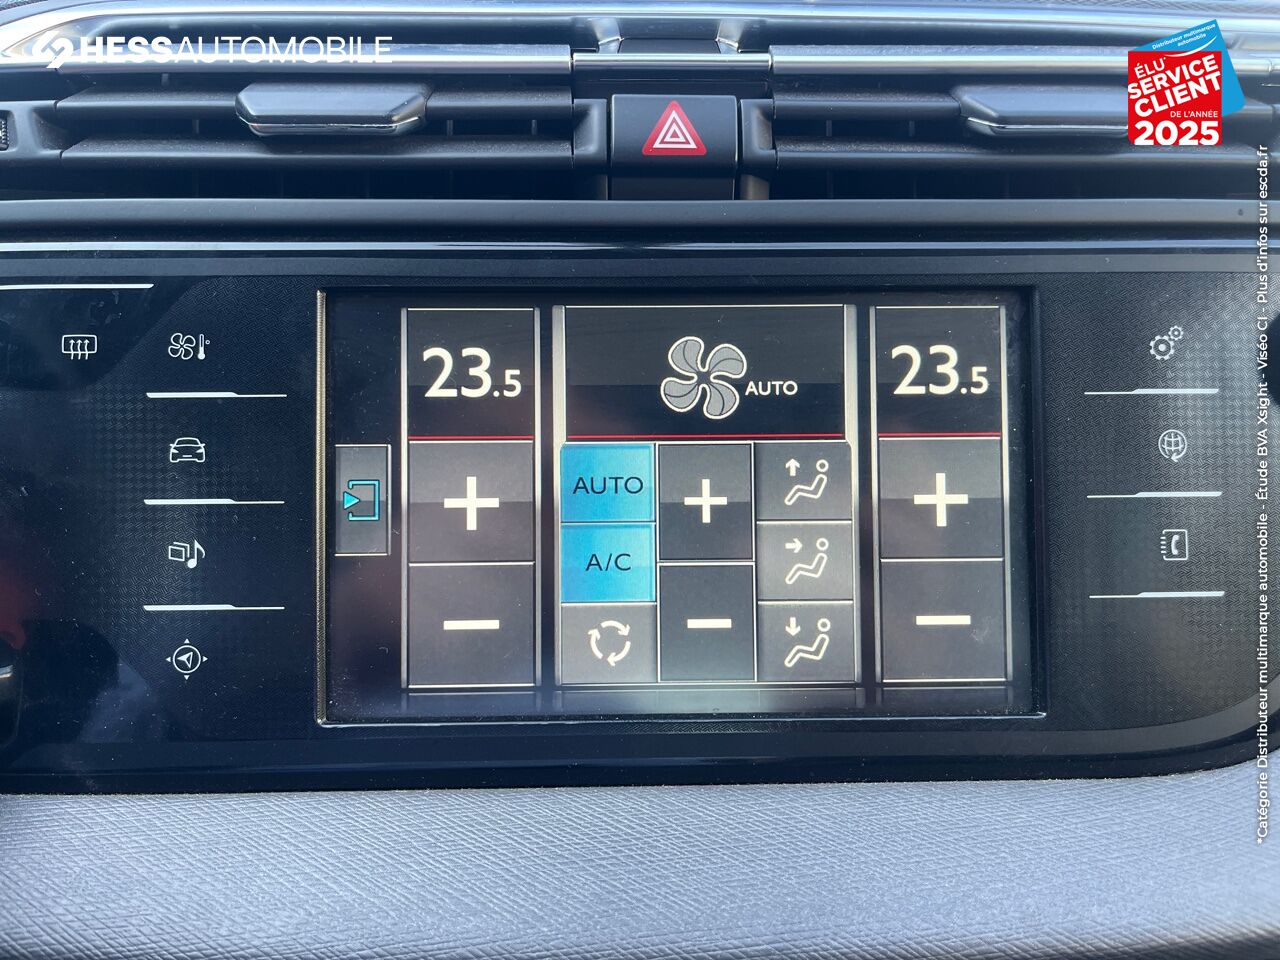 HESSAUTOMOBILE
Distributeur multimarque
automobile
ÉLU*
SERVICE
CLIENT
DE L'ANNÉE
2025
23.5
AUTO
23.5
AUTO
A/C
*Catégorie Distributeur multimarque automobile - Étude BVA Xsight - Viséo CI - Plus d'infos sur escda.fr